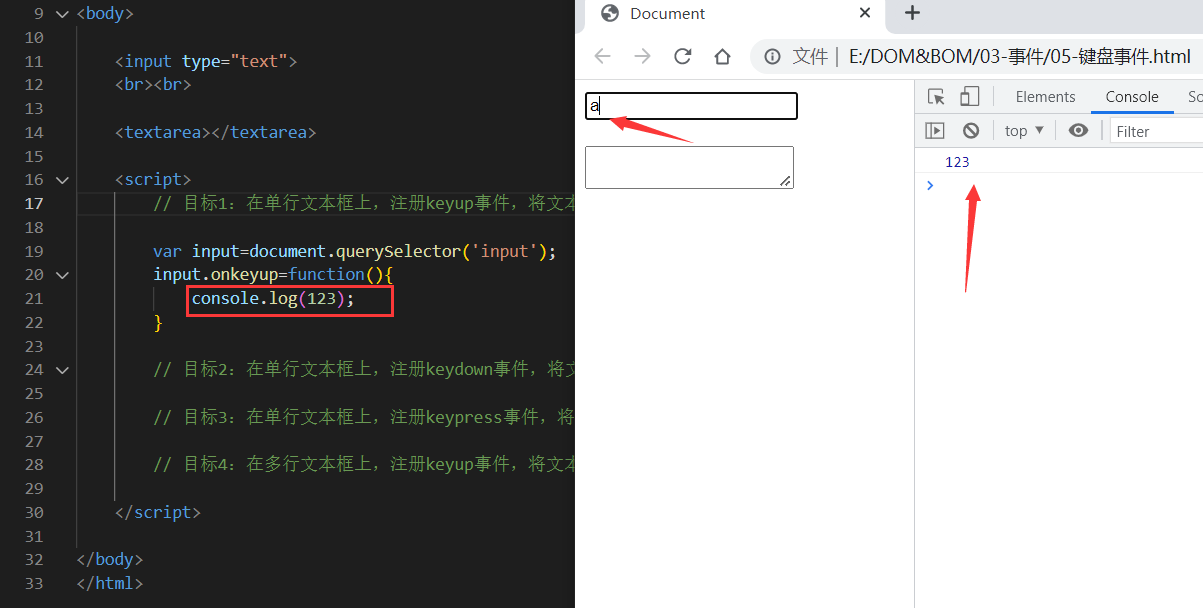 9 <body>
10
11 <input type="text">
12 <br><br>
13
14 <textarea></textarea>
15
16 <script>
17 // 目标1：在单行文本框上，注册keyup事件，将文本
18
19 var input=document.querySelector('input');
20 input.onkeyup=function(){
21 console.log(123);
22 }
23
24 // 目标2：在单行文本框上，注册keydown事件，将文
25
26 // 目标3：在单行文本框上，注册keypress事件，将
27
28 // 目标4：在多行文本框上，注册keyup事件，将文本
29
30 </script>
31
32 </body>
33 </html>
Document
文件 | E:/DOM&BOM/03-事件/05-键盘事件.html
a
Elements Console So
top Filter
123